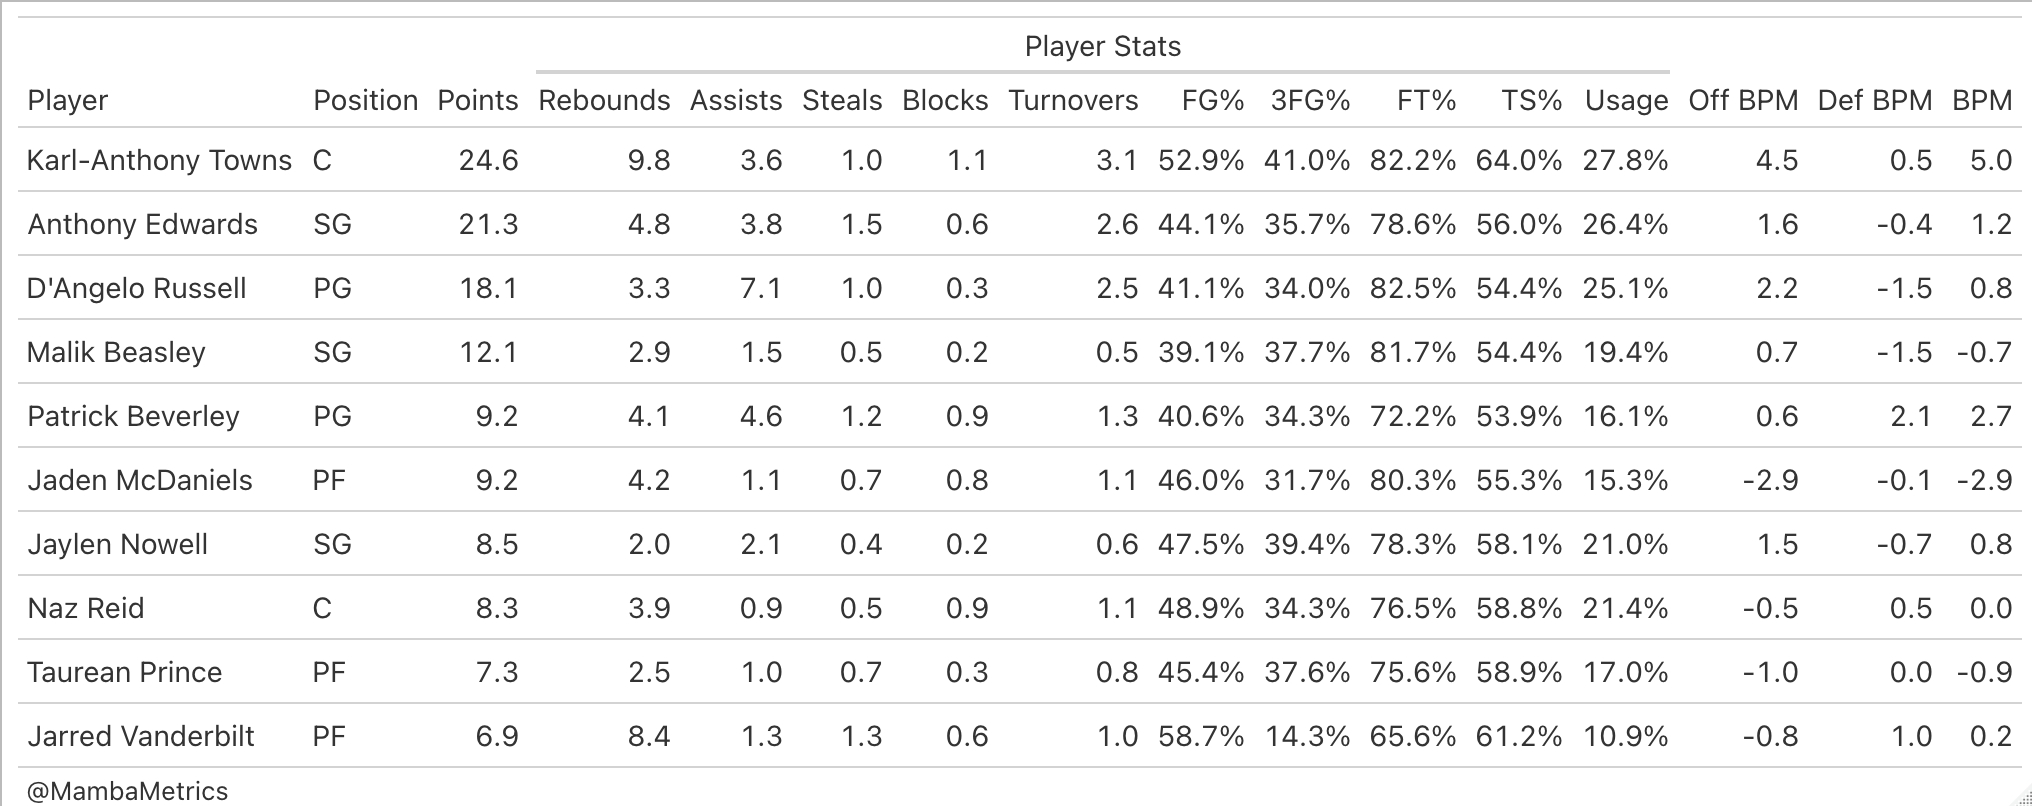 Player Stats
Player Position Points Rebounds Assists Steals Blocks Turnovers FG% 3FG% FT% TS% Usage Off BPM Def BPM BPM
Karl-Anthony Towns C 24.6 9.8 3.6 1.0 1.1 3.1 52.9% 41.0% 82.2% 64.0% 27.8% 4.5 0.5 5.0
Anthony Edwards SG 21.3 4.8 3.8 1.5 0.6 2.6 44.1% 35.7% 78.6% 56.0% 26.4% 1.6 -0.4 1.2
D'Angelo Russell PG 18.1 3.3 7.1 1.0 0.3 2.5 41.1% 34.0% 82.5% 54.4% 25.1% 2.2 -1.5 0.8
Malik Beasley SG 12.1 2.9 1.5 0.5 0.2 0.5 39.1% 37.7% 81.7% 54.4% 19.4% 0.7 -1.5 -0.7
Patrick Beverley PG 9.2 4.1 4.6 1.2 0.9 1.3 40.6% 34.3% 72.2% 53.9% 16.1% 0.6 2.1 2.7
Jaden McDaniels PF 9.2 4.2 1.1 0.7 0.8 1.1 46.0% 31.7% 80.3% 55.3% 15.3% -2.9 -0.1 -2.9
Jaylen Nowell SG 8.5 2.0 2.1 0.4 0.2 0.6 47.5% 39.4% 78.3% 58.1% 21.0% 1.5 -0.7 0.8
Naz Reid C 8.3 3.9 0.9 0.5 0.9 1.1 48.9% 34.3% 76.5% 58.8% 21.4% -0.5 0.5 0.0
Taurean Prince PF 7.3 2.5 1.0 0.7 0.3 0.8 45.4% 37.6% 75.6% 58.9% 17.0% -1.0 0.0 -0.9
Jarred Vanderbilt PF 6.9 8.4 1.3 1.3 0.6 1.0 58.7% 14.3% 65.6% 61.2% 10.9% -0.8 1.0 0.2
@MambaMetrics